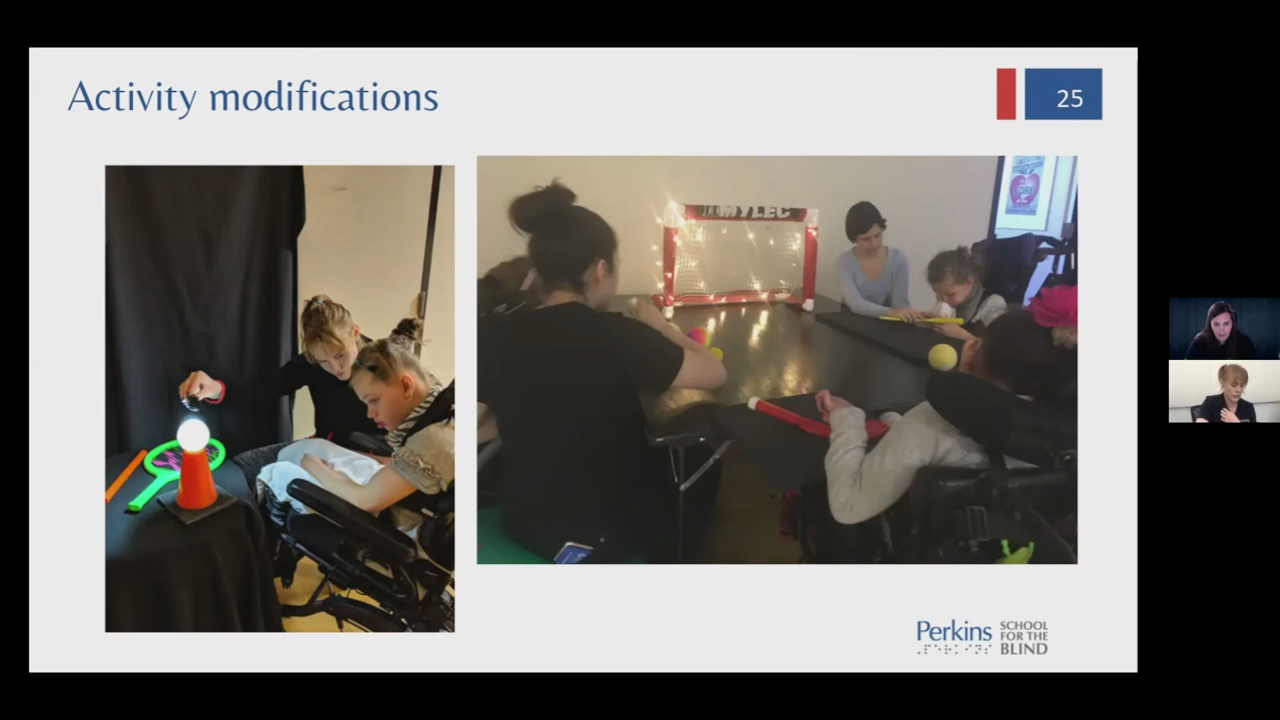 Activity modifications
25
MYLEC
Perkins
SCHOOL
FOR THE
BLIND